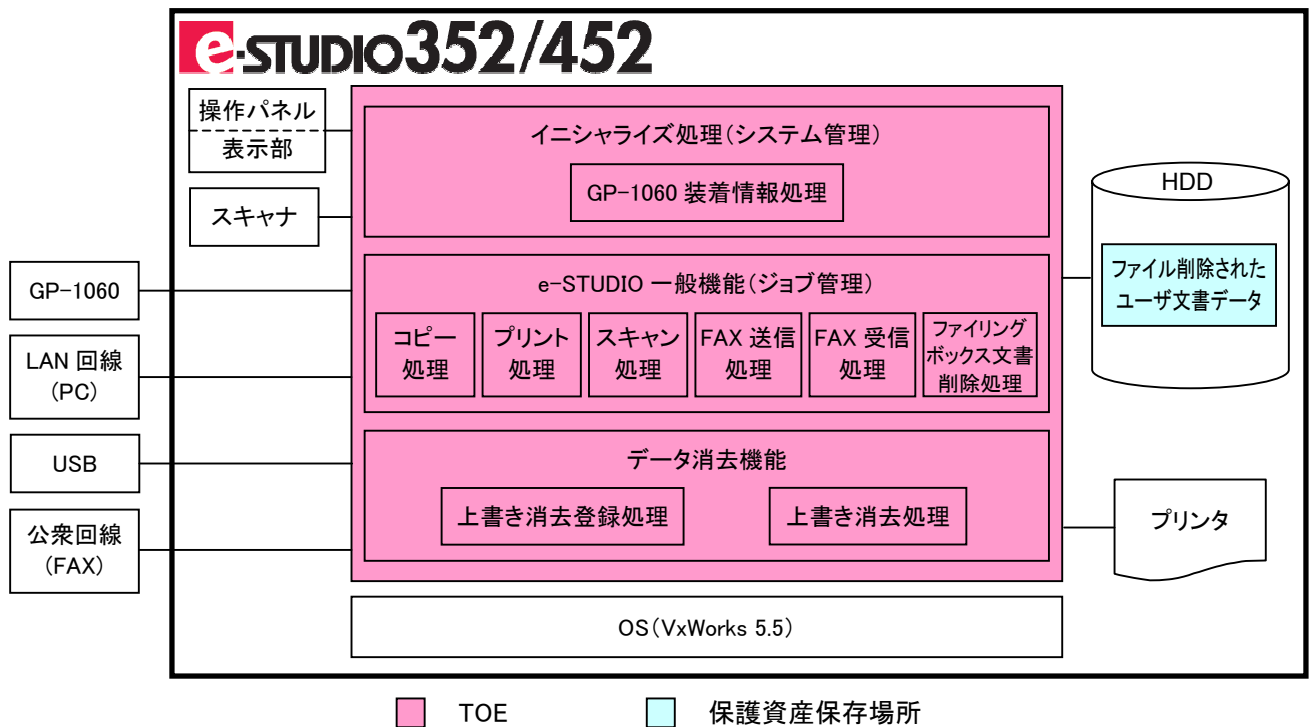 e-STUDIO352/452
操作パネル
表示部
スキャナ
GP-1060
LAN 回線
(PC)
USB
公衆回線
(FAX)
イニシャライズ処理(システム管理)
GP-1060 装着情報処理
e-STUDIO 一般機能(ジョブ管理)
コピー
処理
プリント
処理
スキャン
処理
FAX 送信
処理
FAX 受信
処理
ファイリング
ボックス文書
削除処理
データ消去機能
上書き消去登録処理
上書き消去処理
HDD
ファイル削除された
ユーザ文書データ
プリンタ
OS(VxWorks 5.5)
TOE
保護資産保存場所